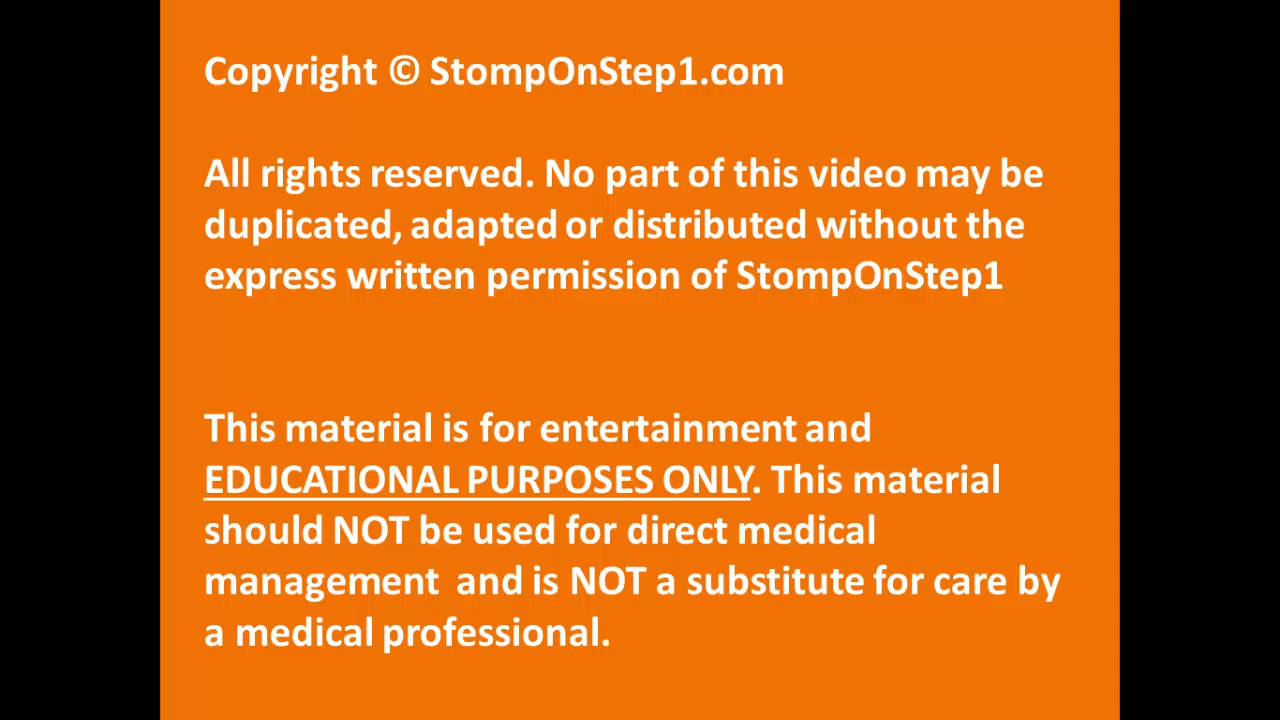 Copyright © StompOnStep1.com
All rights reserved. No part of this video may be
duplicated, adapted or distributed without the
express written permission of StompOnStep1
This material is for entertainment and
EDUCATIONAL PURPOSES ONLY. This material
should NOT be used for direct medical
management and is NOT a substitute for care by
a medical professional.